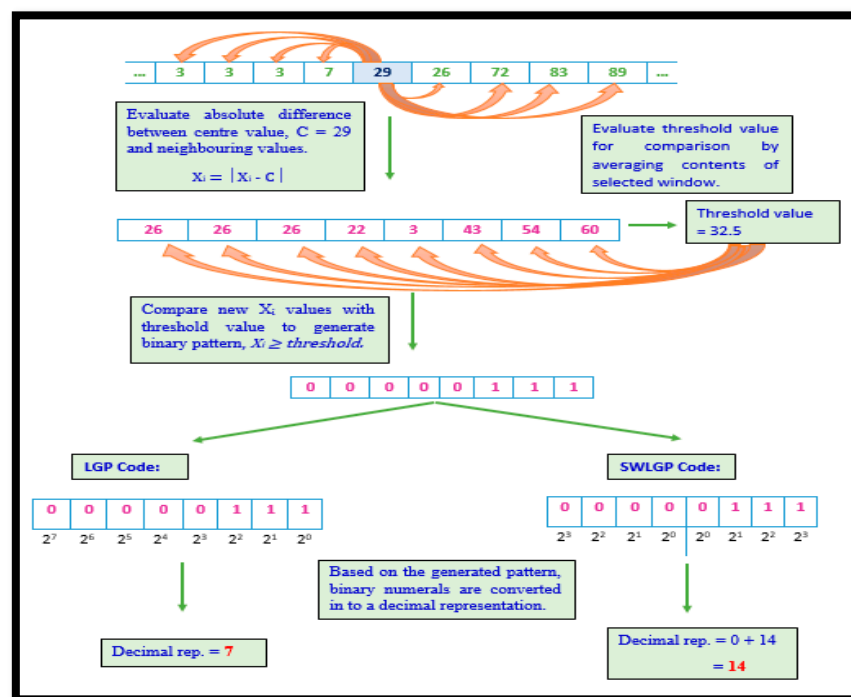 ... 3 3 3 7 29 26 72 83 89 ...
Evaluate absolute difference
between centre value, C = 29
and neighbouring values.
Xᵢ = |Xᵢ - C|
Evaluate threshold value
for comparison by
averaging contents of
selected window.
26 26 26 22 3 43 54 60
Threshold value
= 32.5
Compare new Xᵢ values with
threshold value to generate
binary pattern, Xᵢ ≥ threshold.
0 0 0 0 0 1 1 1
LGP Code:
SWLGP Code:
0 0 0 0 0 1 1 1
2⁷ 2⁶ 2⁵ 2⁴ 2³ 2² 2¹ 2⁰
0 0 0 0 0 1 1 1
2³ 2² 2¹ 2⁰ 2⁰ 2¹ 2² 2³
Based on the generated pattern,
binary numerals are converted
in to a decimal representation.
Decimal rep. = 7
Decimal rep. = 0 + 14
= 14